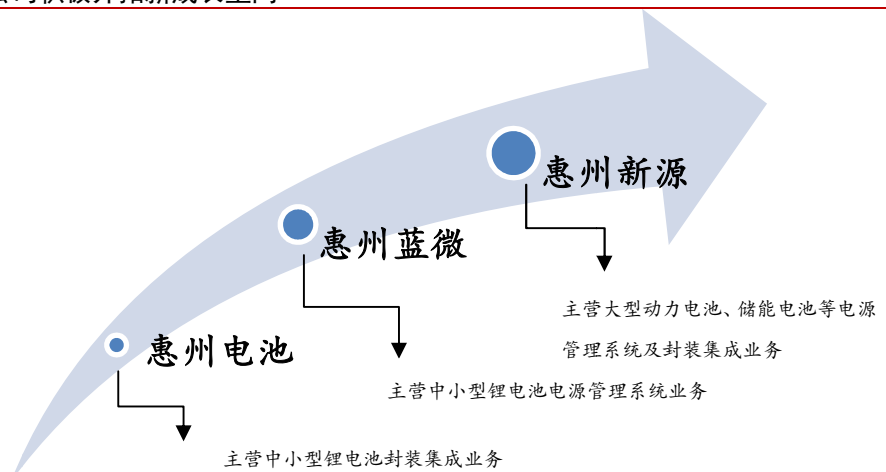 惠州新源
惠州蓝微
主营大型动力电池、储能电池等电源
管理系统及封装集成业务
惠州电池
主营中小型锂电池电源管理系统业务
主营中小型锂电池封装集成业务